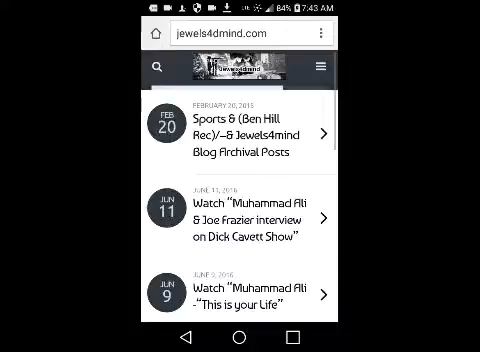 LTE 84% 7:43 AM
jewels4dmind.com
jewels4dmind
FEBRUARY 20, 2015
FEB
20
Sports & (Ben Hill
Rec)/~& Jewels4mind
Blog Archival Posts
JUNE 11, 2016
JUN
11
Watch “Muhammad Ali
& Joe Frazier interview
on Dick Cavett Show”
JUNE 9, 2016
JUN
9
Watch “Muhammad Ali
-“This is your Life”